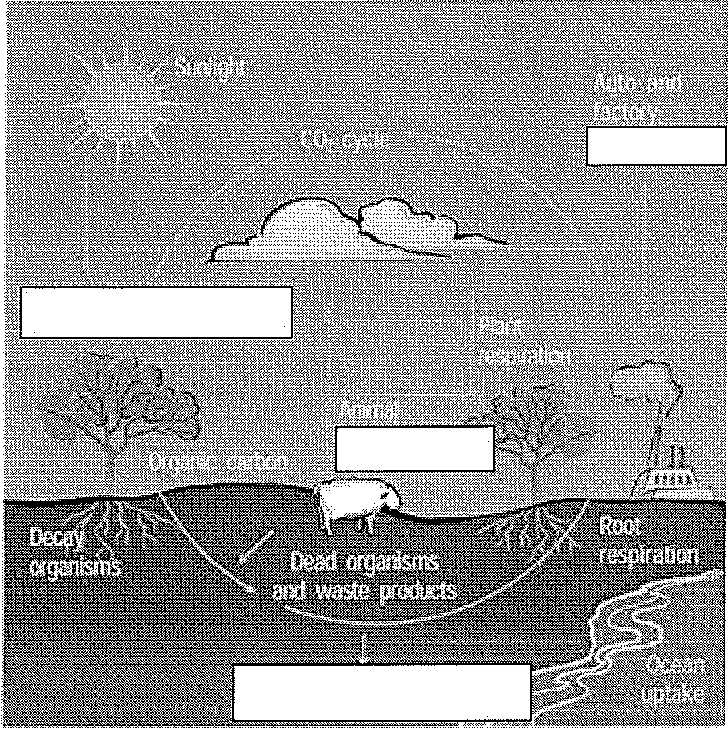 Sunlight
Auto and
factory
CO₂ cycle
Plant
respiration
Animal
Organic carbon
Decay
organisms
Dead organisms
and waste products
Root
respiration
Ocean
uptake